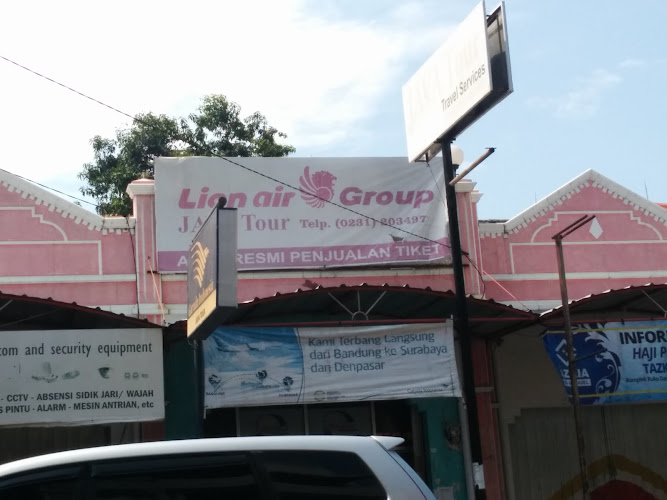 Travel Services
Lion air Group
Tour Telp. (0231) 203497
RESMI PENJUALAN TIKET
com and security equipment
- CCTV - ABSENSI SIDIK JARI/ WAJAH
S PINTU - ALARM - MESIN ANTRIAN, etc
Kami Terbang Langsung
dari Bandung ke Surabaya
dan Denpasar
INFOR
HAJI P
TAZK